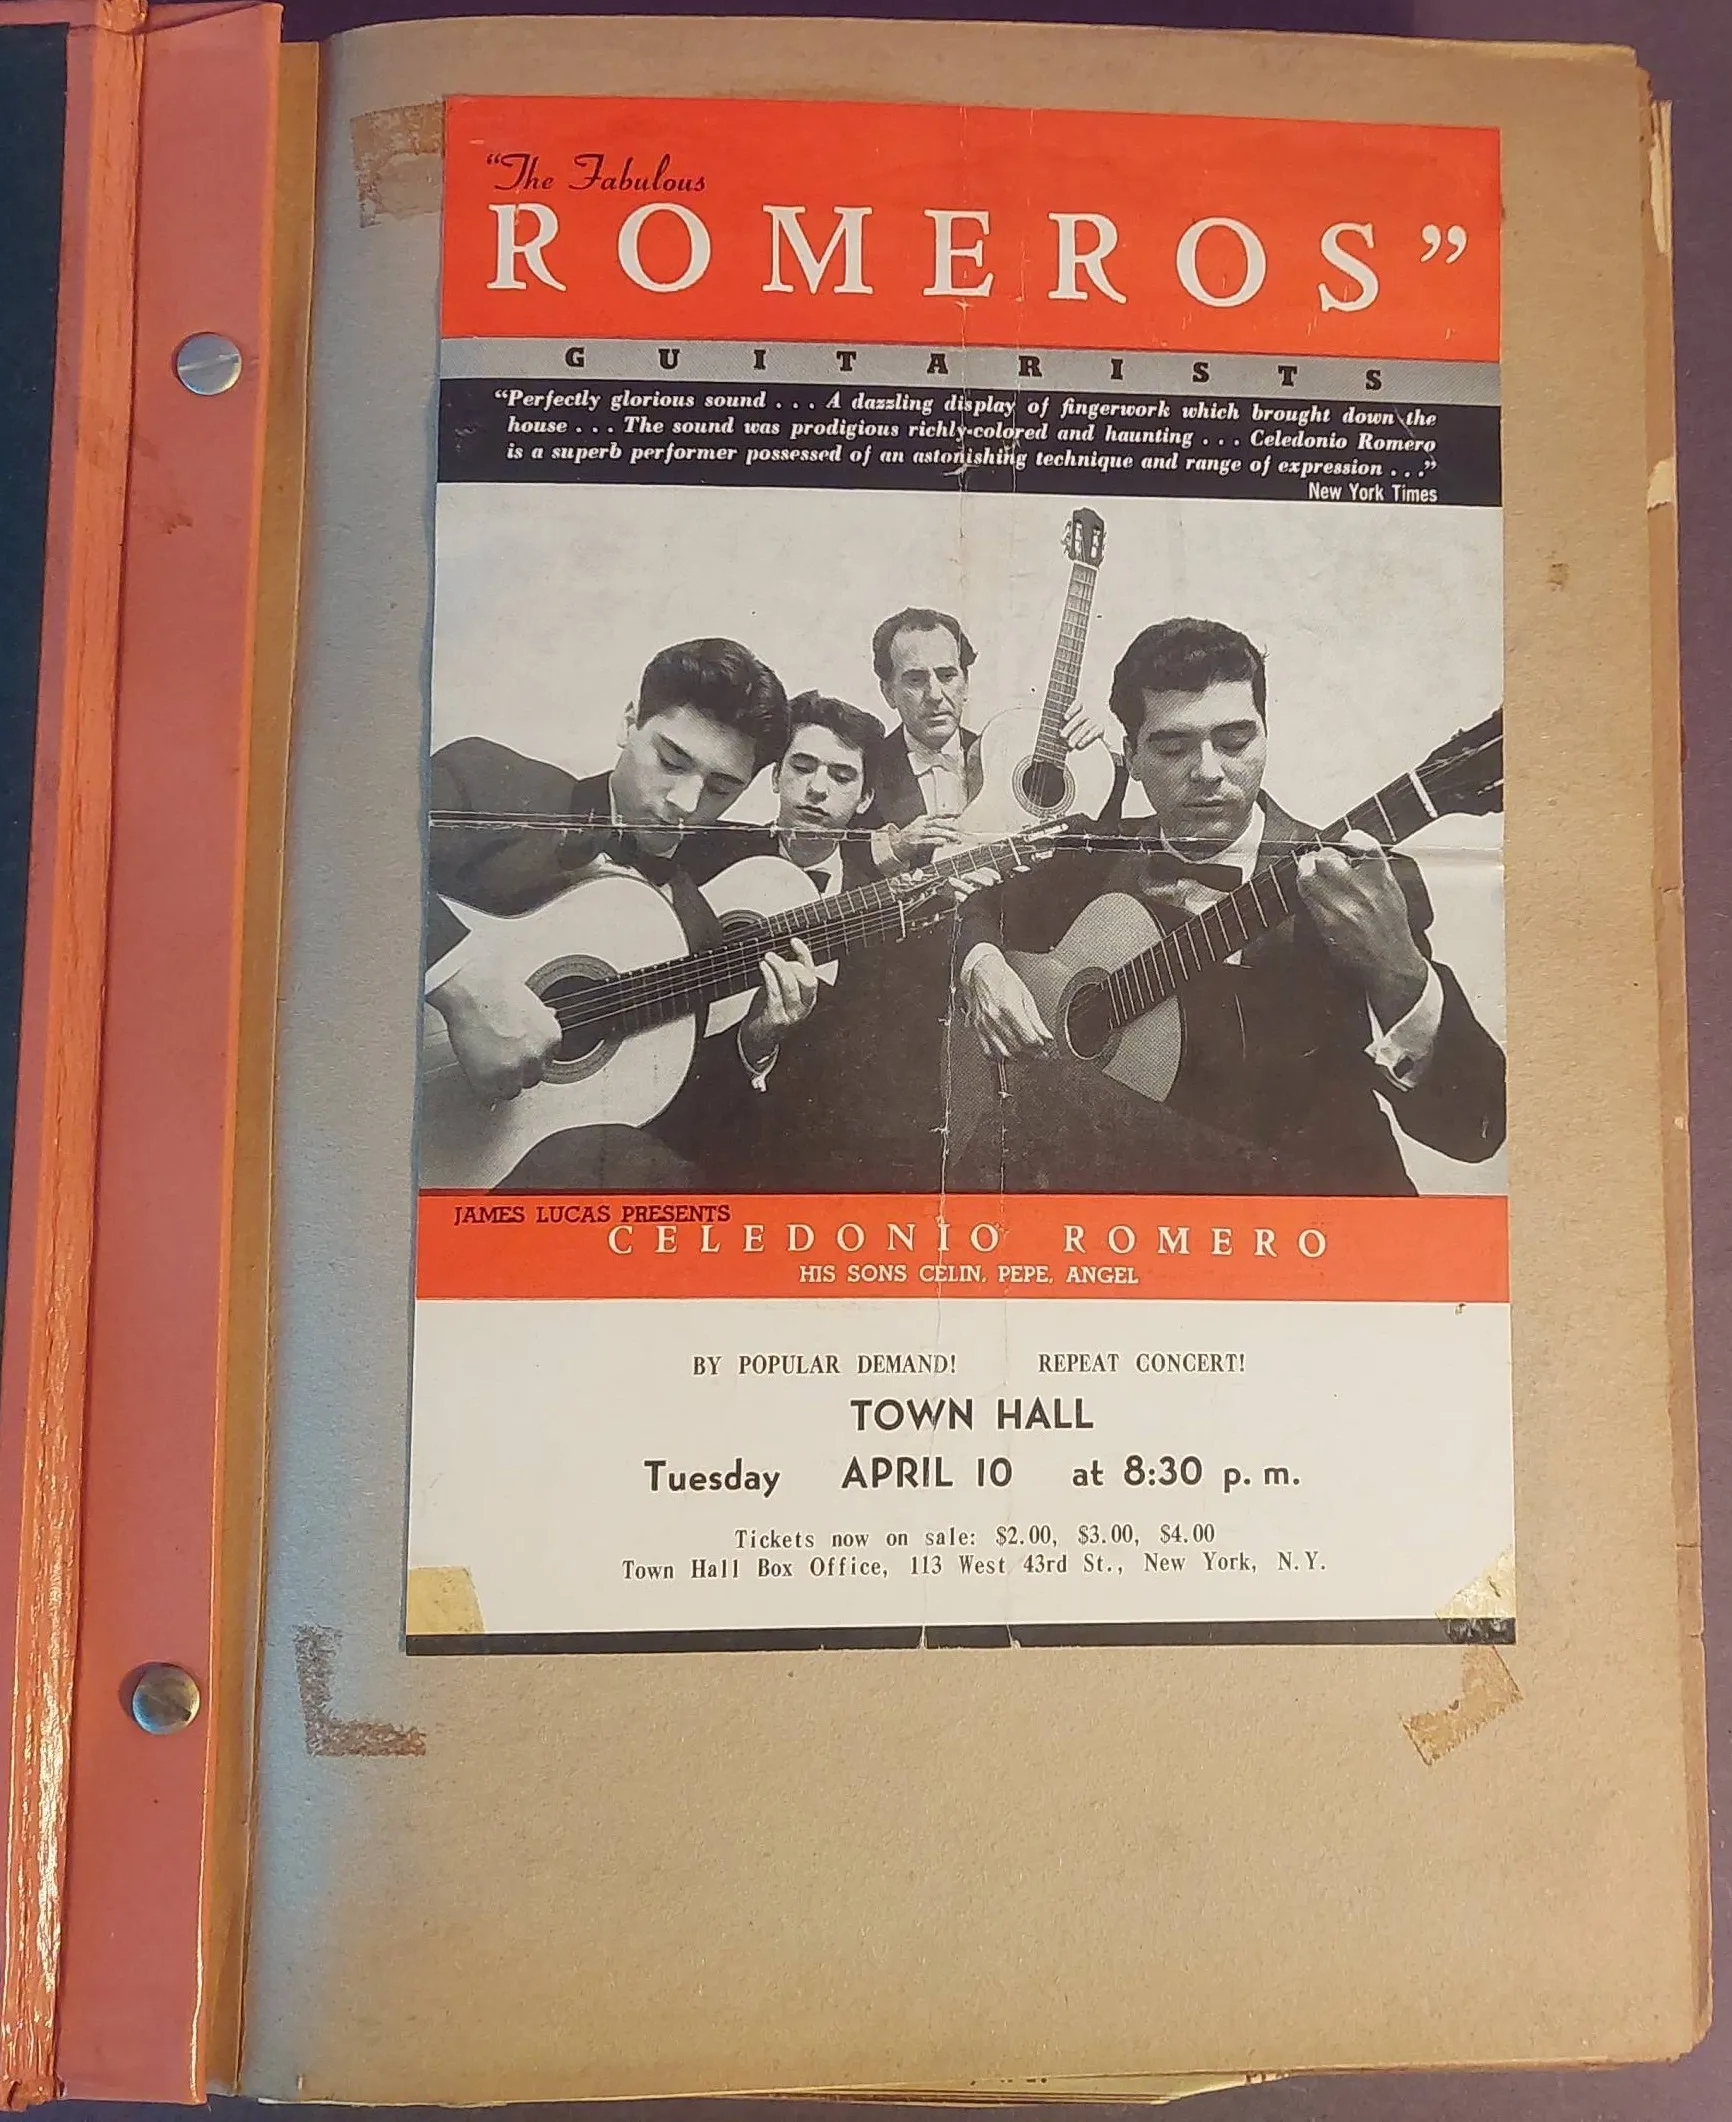 “The Fabulous
ROMEROS”
GUITARISTS
“Perfectly glorious sound . . . A dazzling display of fingerwork which brought down the
house . . . The sound was prodigious richly-colored and haunting . . . Celedonio Romero
is a superb performer possessed of an astonishing technique and range of expression . . .”
New York Times
JAMES LUCAS PRESENTS
CELEDONIO ROMERO
HIS SONS CELIN, PEPE, ANGEL
BY POPULAR DEMAND! REPEAT CONCERT!
TOWN HALL
Tuesday APRIL 10 at 8:30 p. m.
Tickets now on sale: $2.00, $3.00, $4.00
Town Hall Box Office, 113 West 43rd St., New York, N.Y.